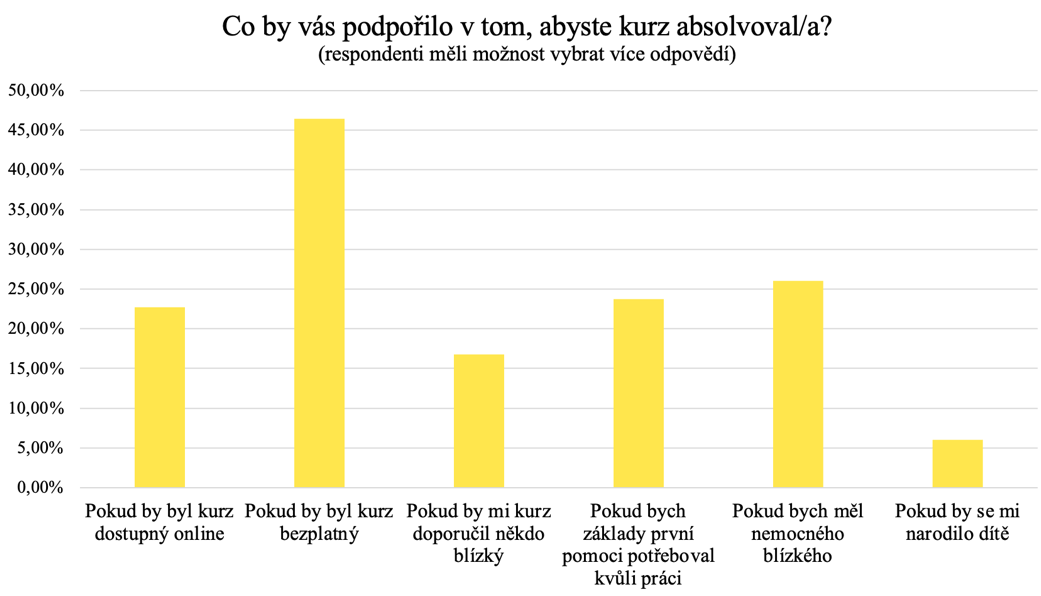 Co by vás podpořilo v tom, abyste kurz absolvoval/a?
(respondenti měli možnost vybrat více odpovědí)
50,00%
45,00%
40,00%
35,00%
30,00%
25,00%
20,00%
15,00%
10,00%
5,00%
0,00%
Pokud by byl kurz
dostupný online
Pokud by byl kurz
bezplatný
Pokud by mi kurz
doporučil někdo
blízký
Pokud bych
základy první
pomoci potřeboval
kvůli práci
Pokud bych měl
nemocného
blízkého
Pokud by se mi
narodilo dítě